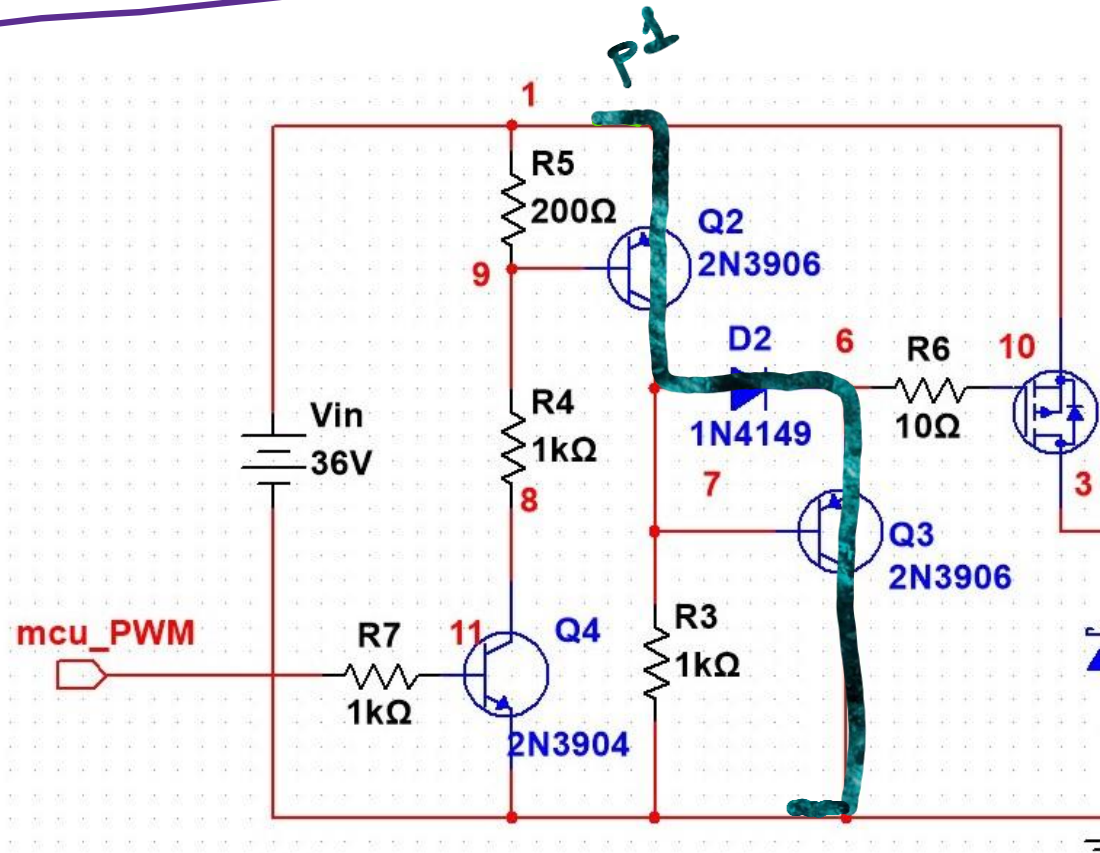 P1
1
R5
200Ω
Q2
2N3906
9
D2
6
R6
10
Vin
36V
R4
1kΩ
1N4149
10Ω
8
7
3
Q3
2N3906
mcu_PWM
R7
11
Q4
R3
1kΩ
1kΩ
2N3904